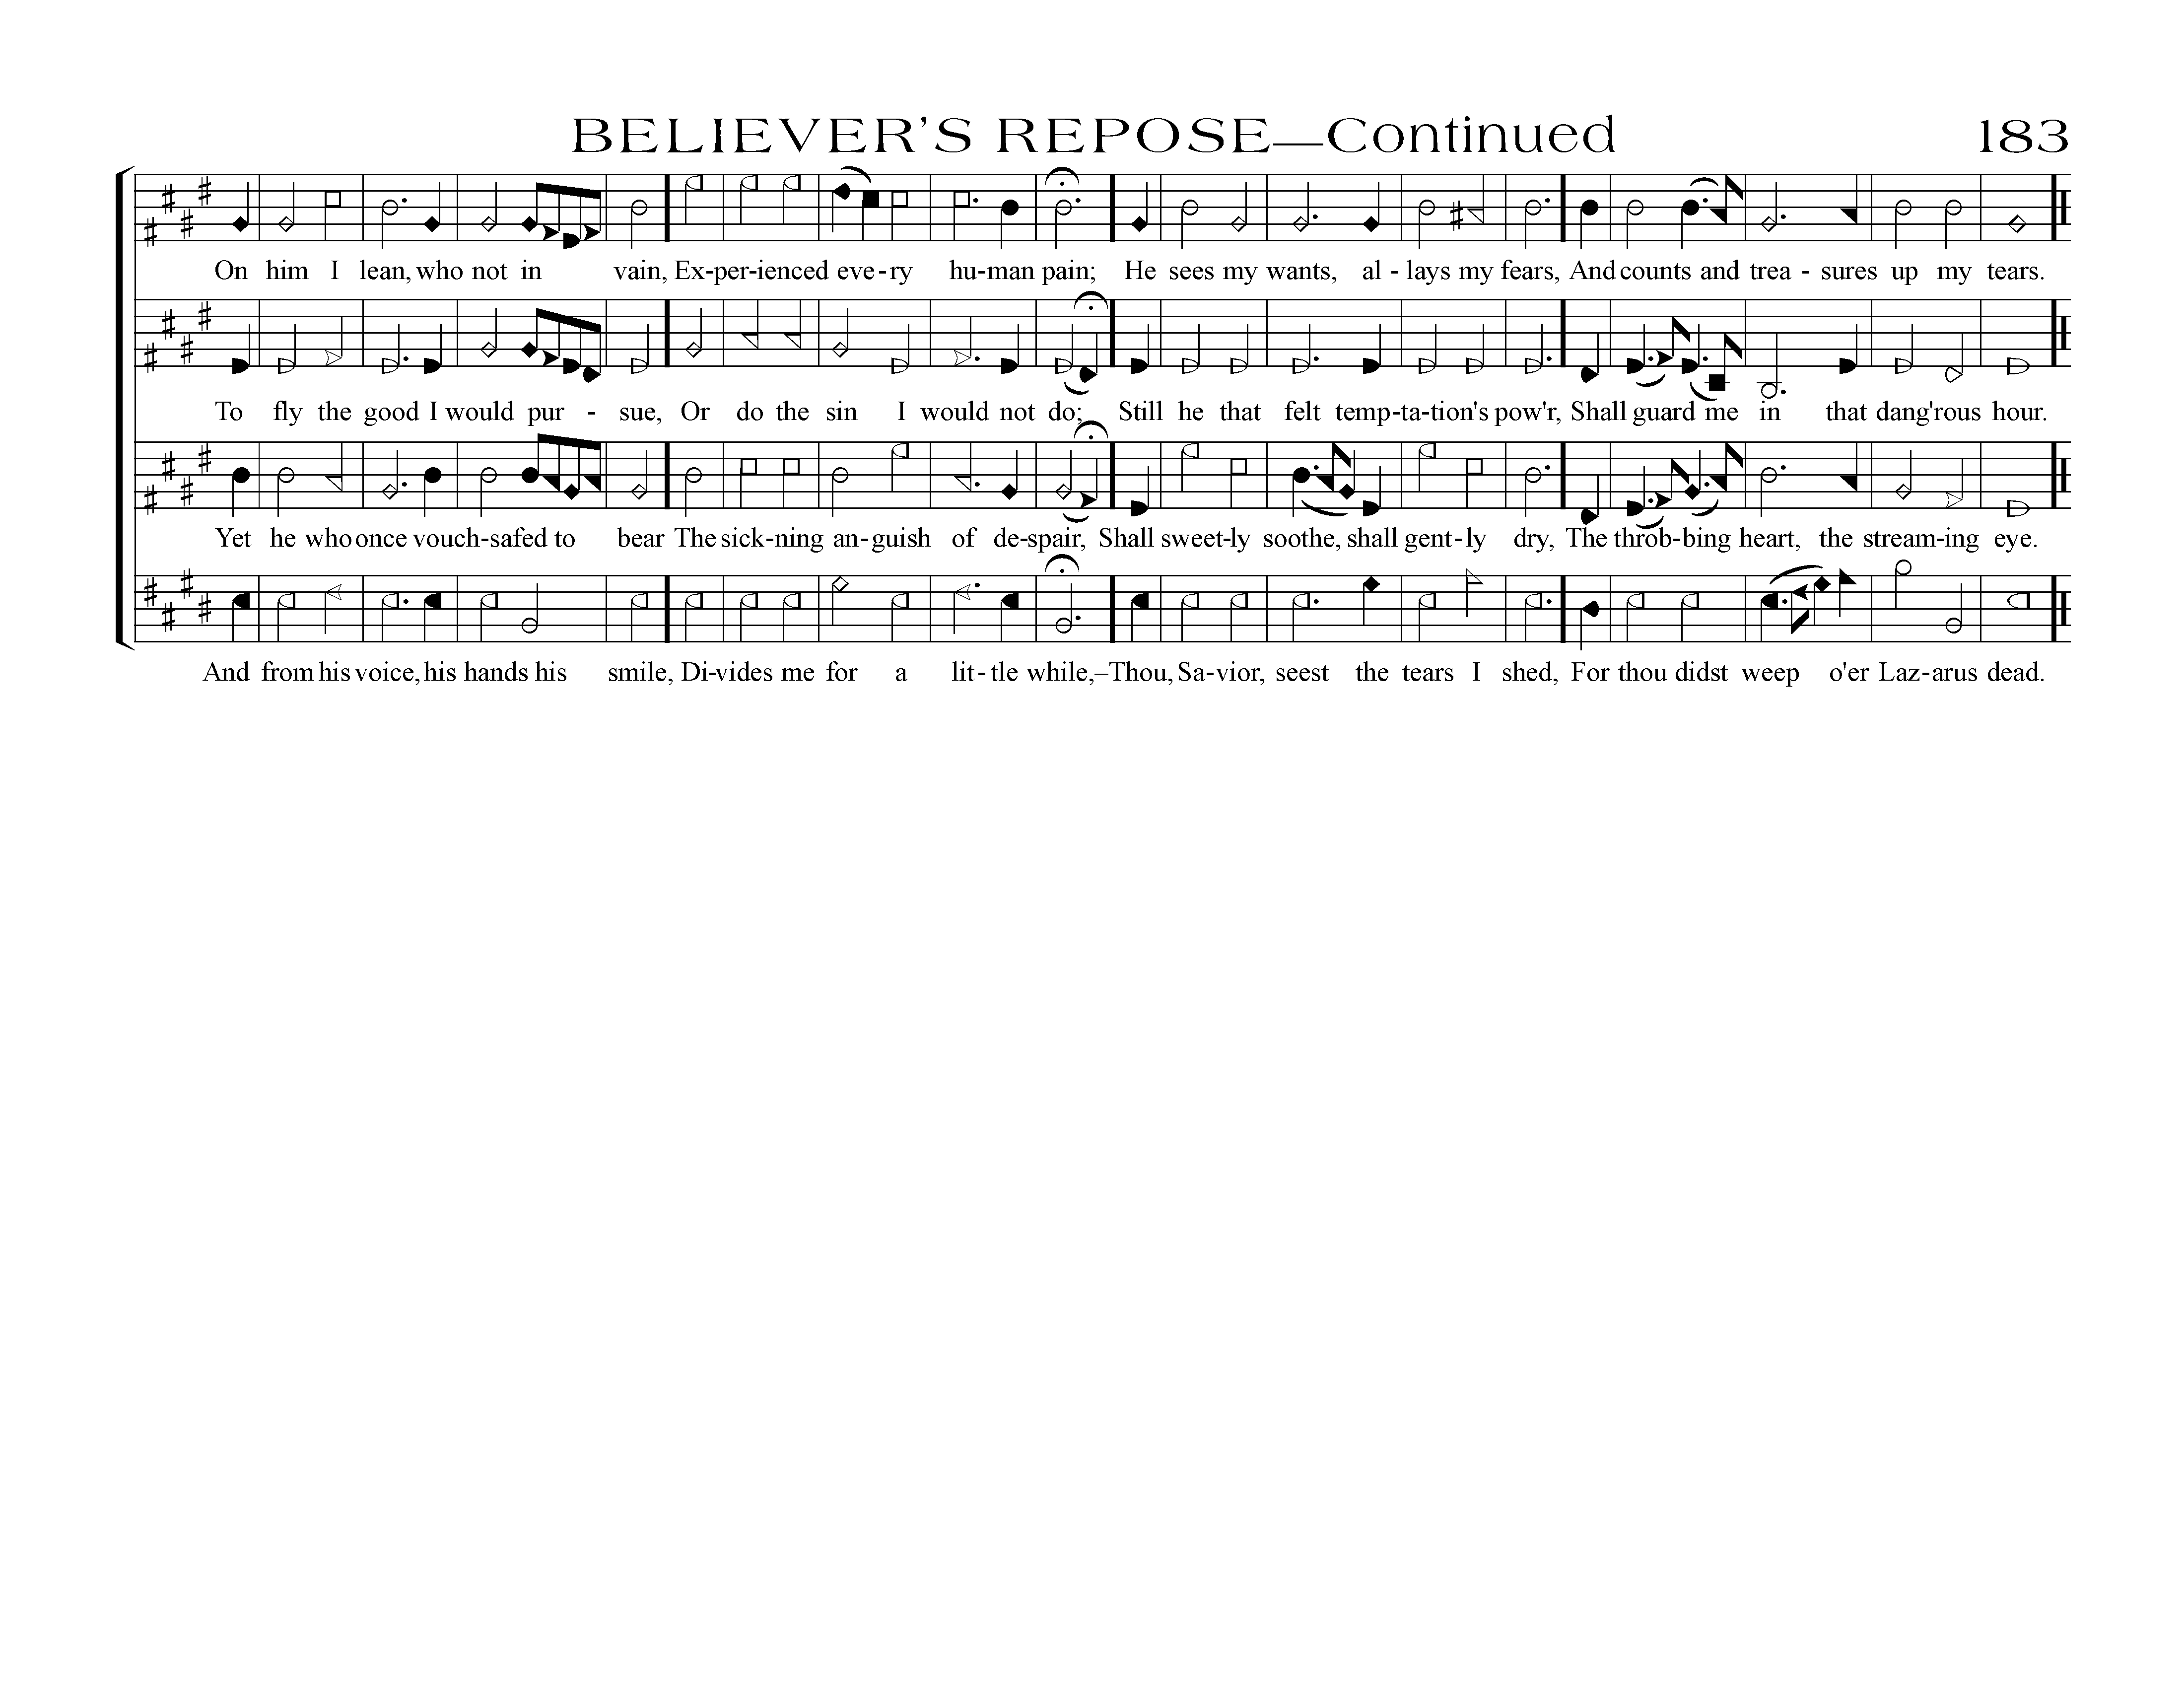 BELIEVER'S REPOSE—Continued 183
On him I lean, who not in vain, Ex-per-ienced eve-ry hu-man pain; He sees my wants, al-lays my fears, And counts and trea-sures up my tears.
To fly the good I would pur-sue, Or do the sin I would not do; Still he that felt temp-ta-tion's pow'r, Shall guard me in that dang'rous hour.
Yet he who once vouch-safed to bear The sick-ning an-guish of de-spair, Shall sweet-ly soothe, shall gent-ly dry, The throb-bing heart, the stream-ing eye.
And from his voice, his hands his smile, Di-vides me for a lit-tle while,–Thou, Sa-vior, seest the tears I shed, For thou didst weep o'er Laz-arus dead.